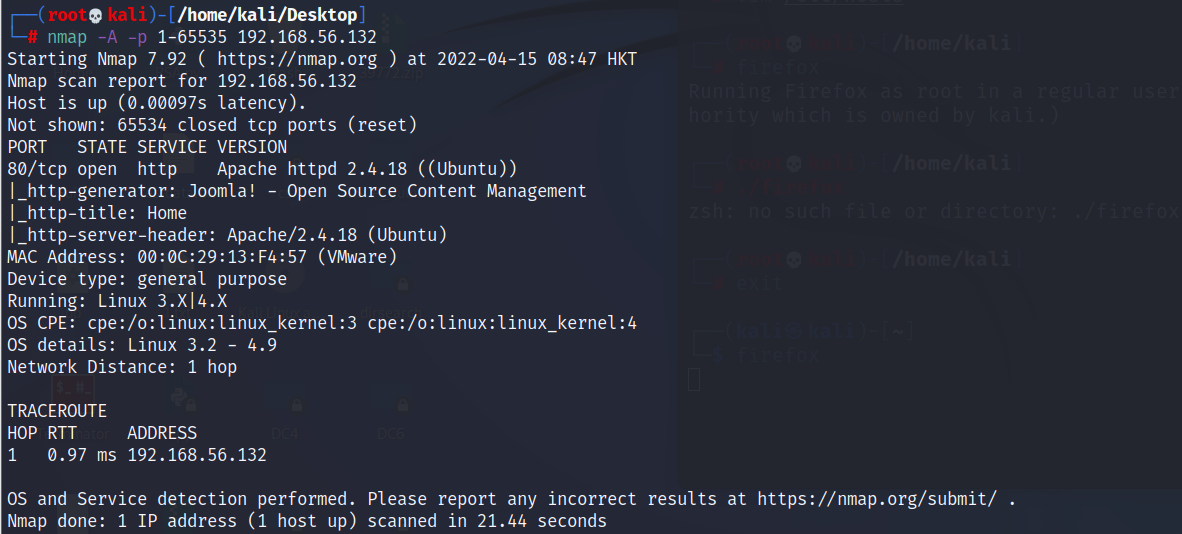 ┌──(root💀kali)-[/home/kali/Desktop]
└─# nmap -A -p 1-65535 192.168.56.132
Starting Nmap 7.92 ( https://nmap.org ) at 2022-04-15 08:47 HKT
Nmap scan report for 192.168.56.132
Host is up (0.00097s latency).
Not shown: 65534 closed tcp ports (reset)
PORT   STATE SERVICE VERSION
80/tcp open  http    Apache httpd 2.4.18 ((Ubuntu))
|_http-generator: Joomla! - Open Source Content Management
|_http-title: Home
|_http-server-header: Apache/2.4.18 (Ubuntu)
MAC Address: 00:0C:29:13:F4:57 (VMware)
Device type: general purpose
Running: Linux 3.X|4.X
OS CPE: cpe:/o:linux:linux_kernel:3 cpe:/o:linux:linux_kernel:4
OS details: Linux 3.2 - 4.9
Network Distance: 1 hop
TRACEROUTE
HOP RTT     ADDRESS
1   0.97 ms 192.168.56.132
OS and Service detection performed. Please report any incorrect results at https://nmap.org/submit/ .
Nmap done: 1 IP address (1 host up) scanned in 21.44 seconds
/home/kali
firefox
Running Firefox as root in a regular user
hority which is owned by kali.)
/home/kali
zsh: no such file or directory: ./firefox
/home/kali
exit
(kali㉿kali)-[~]
$ firefox
DC4
DC6